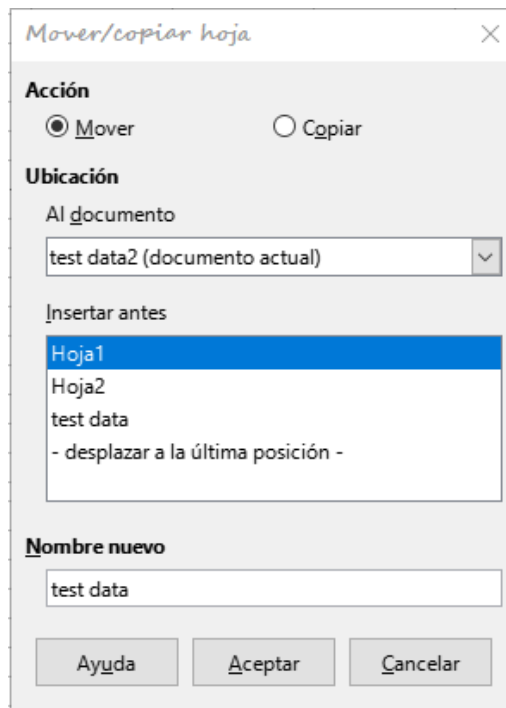 Mover/copiar hoja
Acción
Mover Copiar
Ubicación
Al documento
test data2 (documento actual)
Insertar antes
Hoja1
Hoja2
test data
- desplazar a la última posición -
Nombre nuevo
test data
Ayuda Aceptar Cancelar